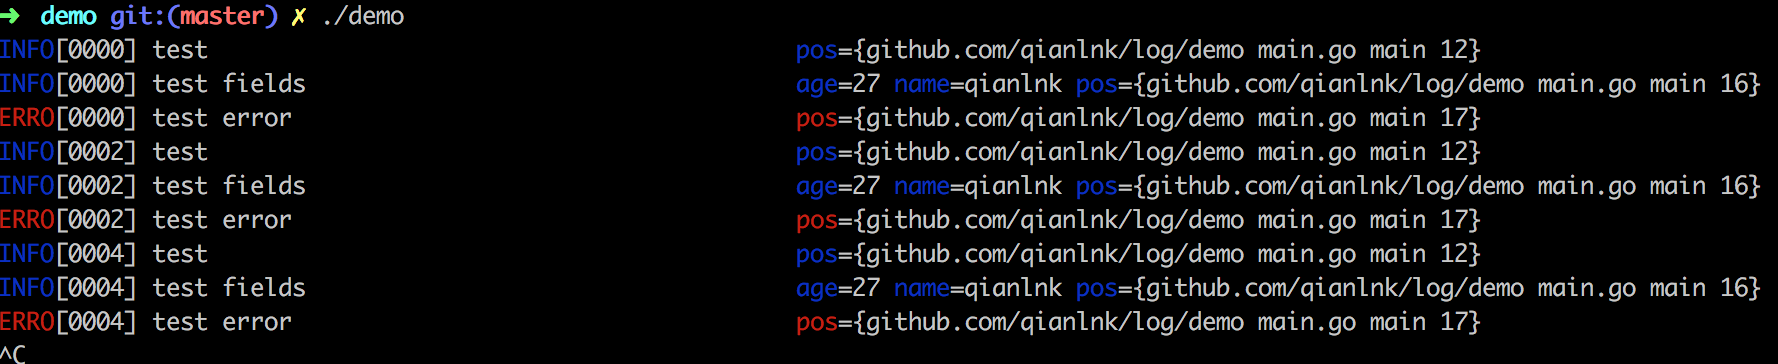 ➜ demo git:(master) ✗ ./demo
INFO[0000] test pos={github.com/qianlnk/log/demo main.go main 12}
INFO[0000] test fields age=27 name=qianlnk pos={github.com/qianlnk/log/demo main.go main 16}
ERRO[0000] test error pos={github.com/qianlnk/log/demo main.go main 17}
INFO[0002] test pos={github.com/qianlnk/log/demo main.go main 12}
INFO[0002] test fields age=27 name=qianlnk pos={github.com/qianlnk/log/demo main.go main 16}
ERRO[0002] test error pos={github.com/qianlnk/log/demo main.go main 17}
INFO[0004] test pos={github.com/qianlnk/log/demo main.go main 12}
INFO[0004] test fields age=27 name=qianlnk pos={github.com/qianlnk/log/demo main.go main 16}
ERRO[0004] test error pos={github.com/qianlnk/log/demo main.go main 17}
^C